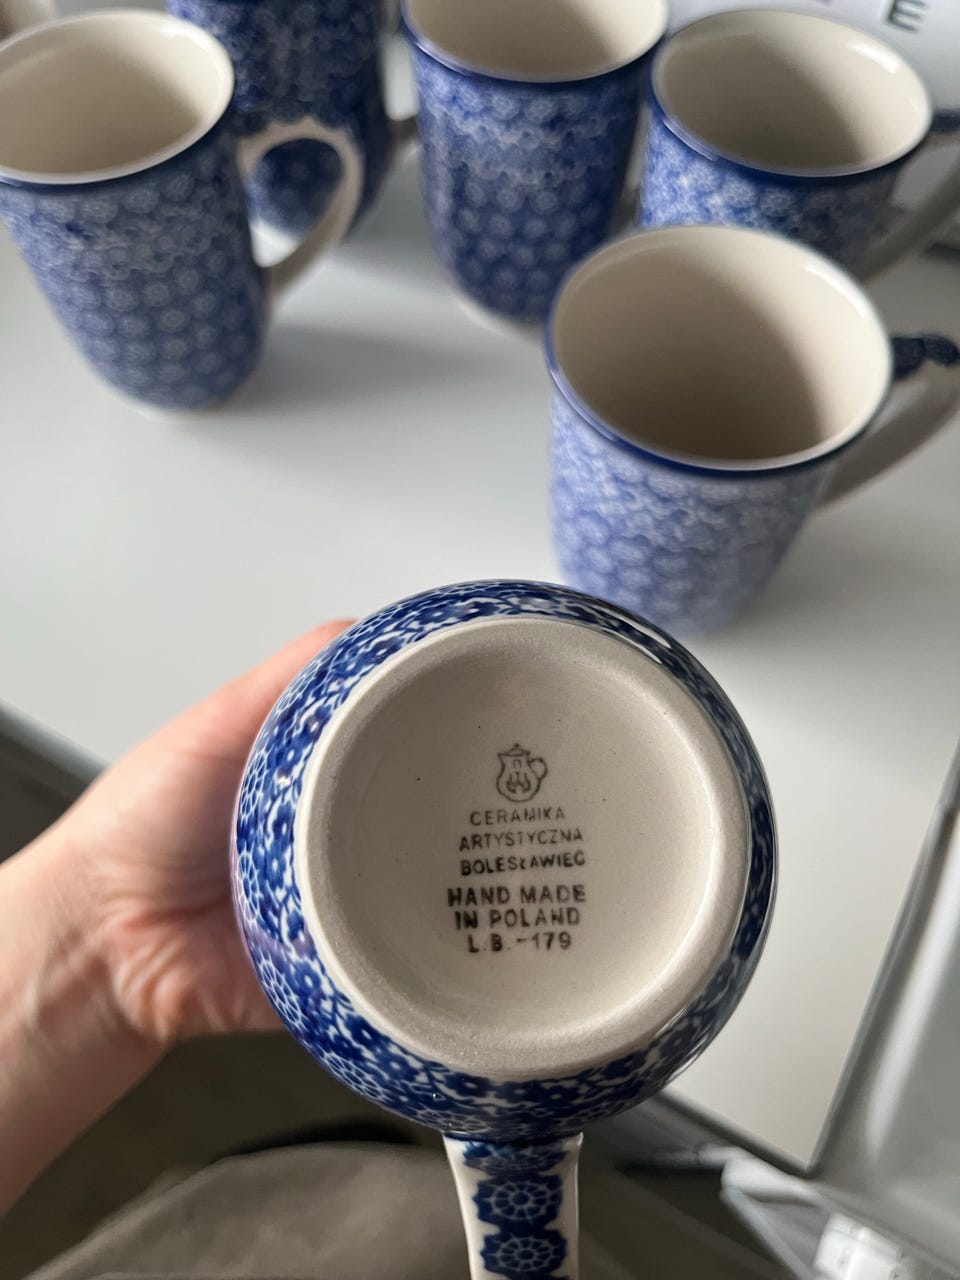 E
CERAMIKA
ARTYSTYCZNA
BOLESŁAWIEC
HAND MADE
IN POLAND
L.B.-179